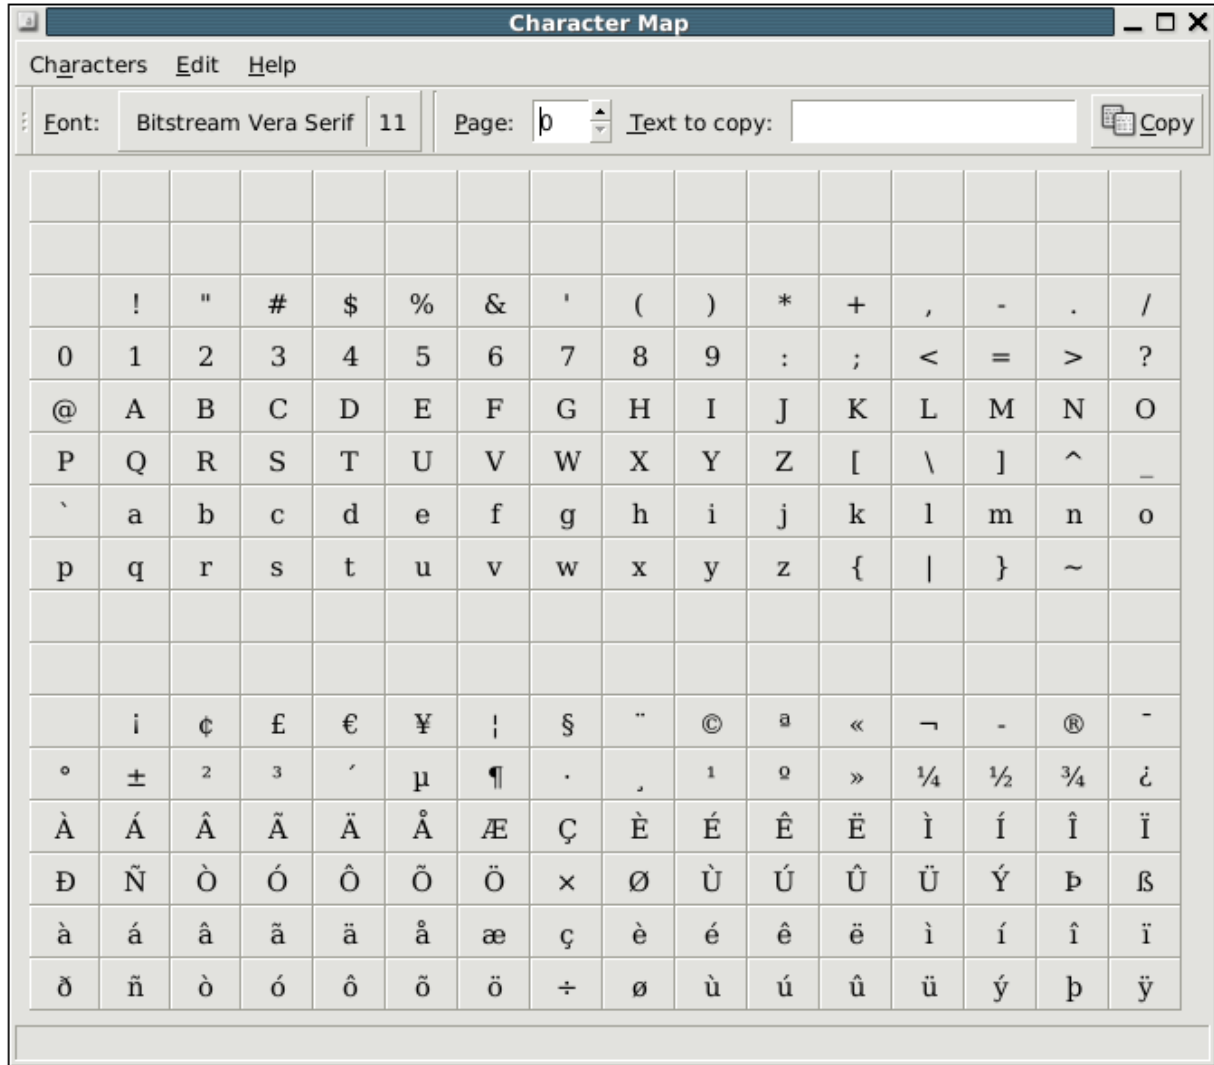 Character Map
Characters Edit Help
Font: Bitstream Vera Serif 11 Page: 0 Text to copy: Copy
! " # $ % & ' ( ) * + , - . /
0 1 2 3 4 5 6 7 8 9 : ; < = > ?
@ A B C D E F G H I J K L M N O
P Q R S T U V W X Y Z [ \ ] ^ _
` a b c d e f g h i j k l m n o
p q r s t u v w x y z { | } ~
¡ ¢ £ € ¥ ¦ § ¨ © ª « ¬ - ® ¯
° ± ² ³ ´ µ ¶ · ¸ ¹ º » ¼ ½ ¾ ¿
À Á Â Ã Ä Å Æ Ç È É Ê Ë Ì Í Î Ï
Ð Ñ Ò Ó Ô Õ Ö × Ø Ù Ú Û Ü Ý Þ ß
à á â ã ä å æ ç è é ê ë ì í î ï
ð ñ ò ó ô õ ö ÷ ø ù ú û ü ý þ ÿ